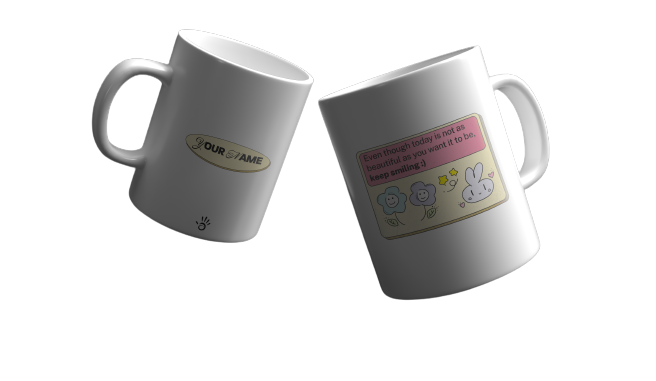 YOUR NAME
Even though today is not as
beautiful as you want it to be.
keep smiling :)